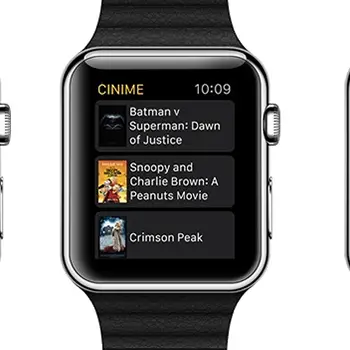 CINIME 10:09
Batman v
Superman: Dawn
of Justice
Snoopy and
Charlie Brown: A
Peanuts Movie
Crimson Peak